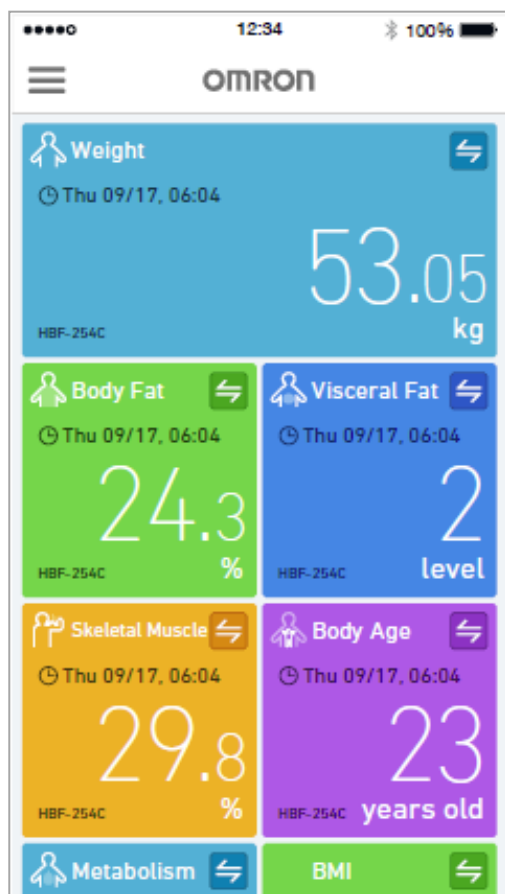 12:34 100%
OMRON
Weight
Thu 09/17, 06:04
53.05
HBF-254C kg
Body Fat
Thu 09/17, 06:04
24.3
HBF-254C %
Visceral Fat
Thu 09/17, 06:04
2
HBF-254C level
Skeletal Muscle
Thu 09/17, 06:04
29.8
HBF-254C %
Body Age
Thu 09/17, 06:04
23
HBF-254C years old
Metabolism
BMI